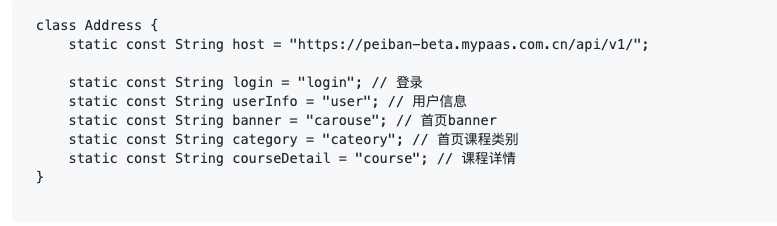 class Address {
    static const String host = "https://peiban-beta.mypaas.com.cn/api/v1/";

    static const String login = "login"; // 登录
    static const String userInfo = "user"; // 用户信息
    static const String banner = "carouse"; // 首页banner
    static const String category = "cateory"; // 首页课程类别
    static const String courseDetail = "course"; // 课程详情
}